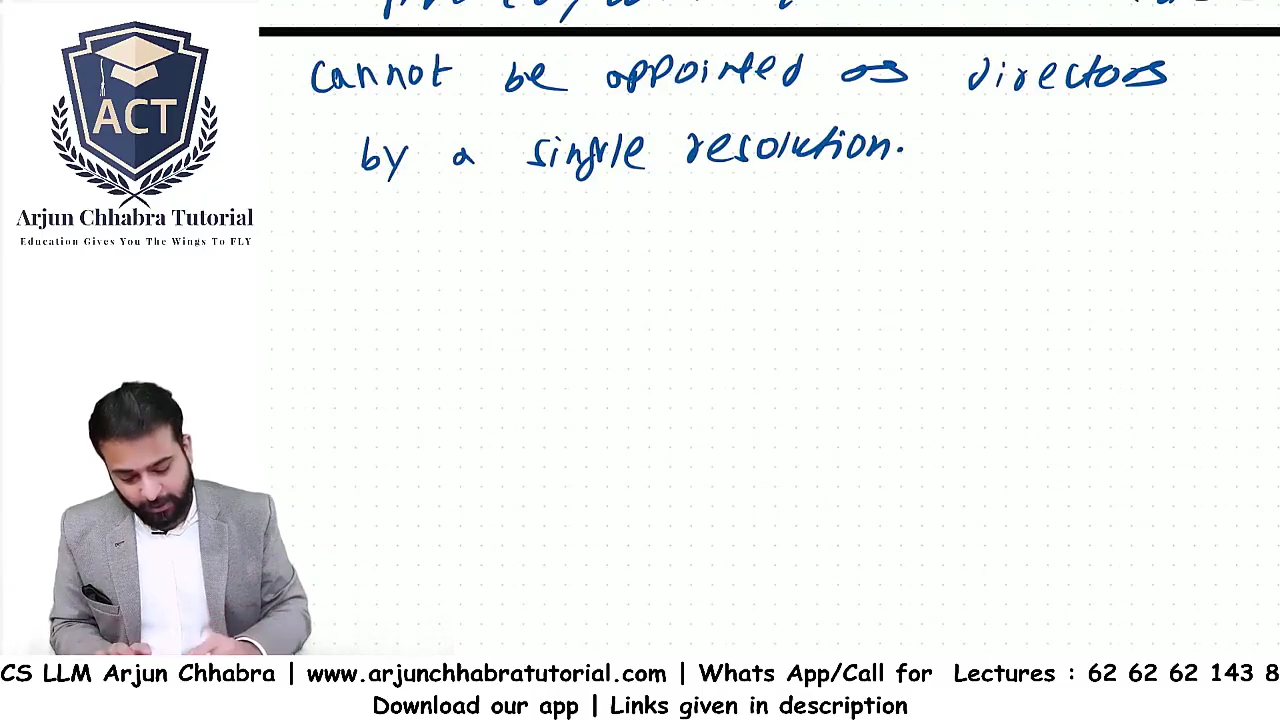 cannot be appointed as directors
by a single resolution.
ACT
Arjun Chhabra Tutorial
Education Gives You The Wings To FLY
CS LLM Arjun Chhabra | www.arjunchhabratutorial.com | Whats App/Call for Lectures : 62 62 62 143 8
Download our app | Links given in description